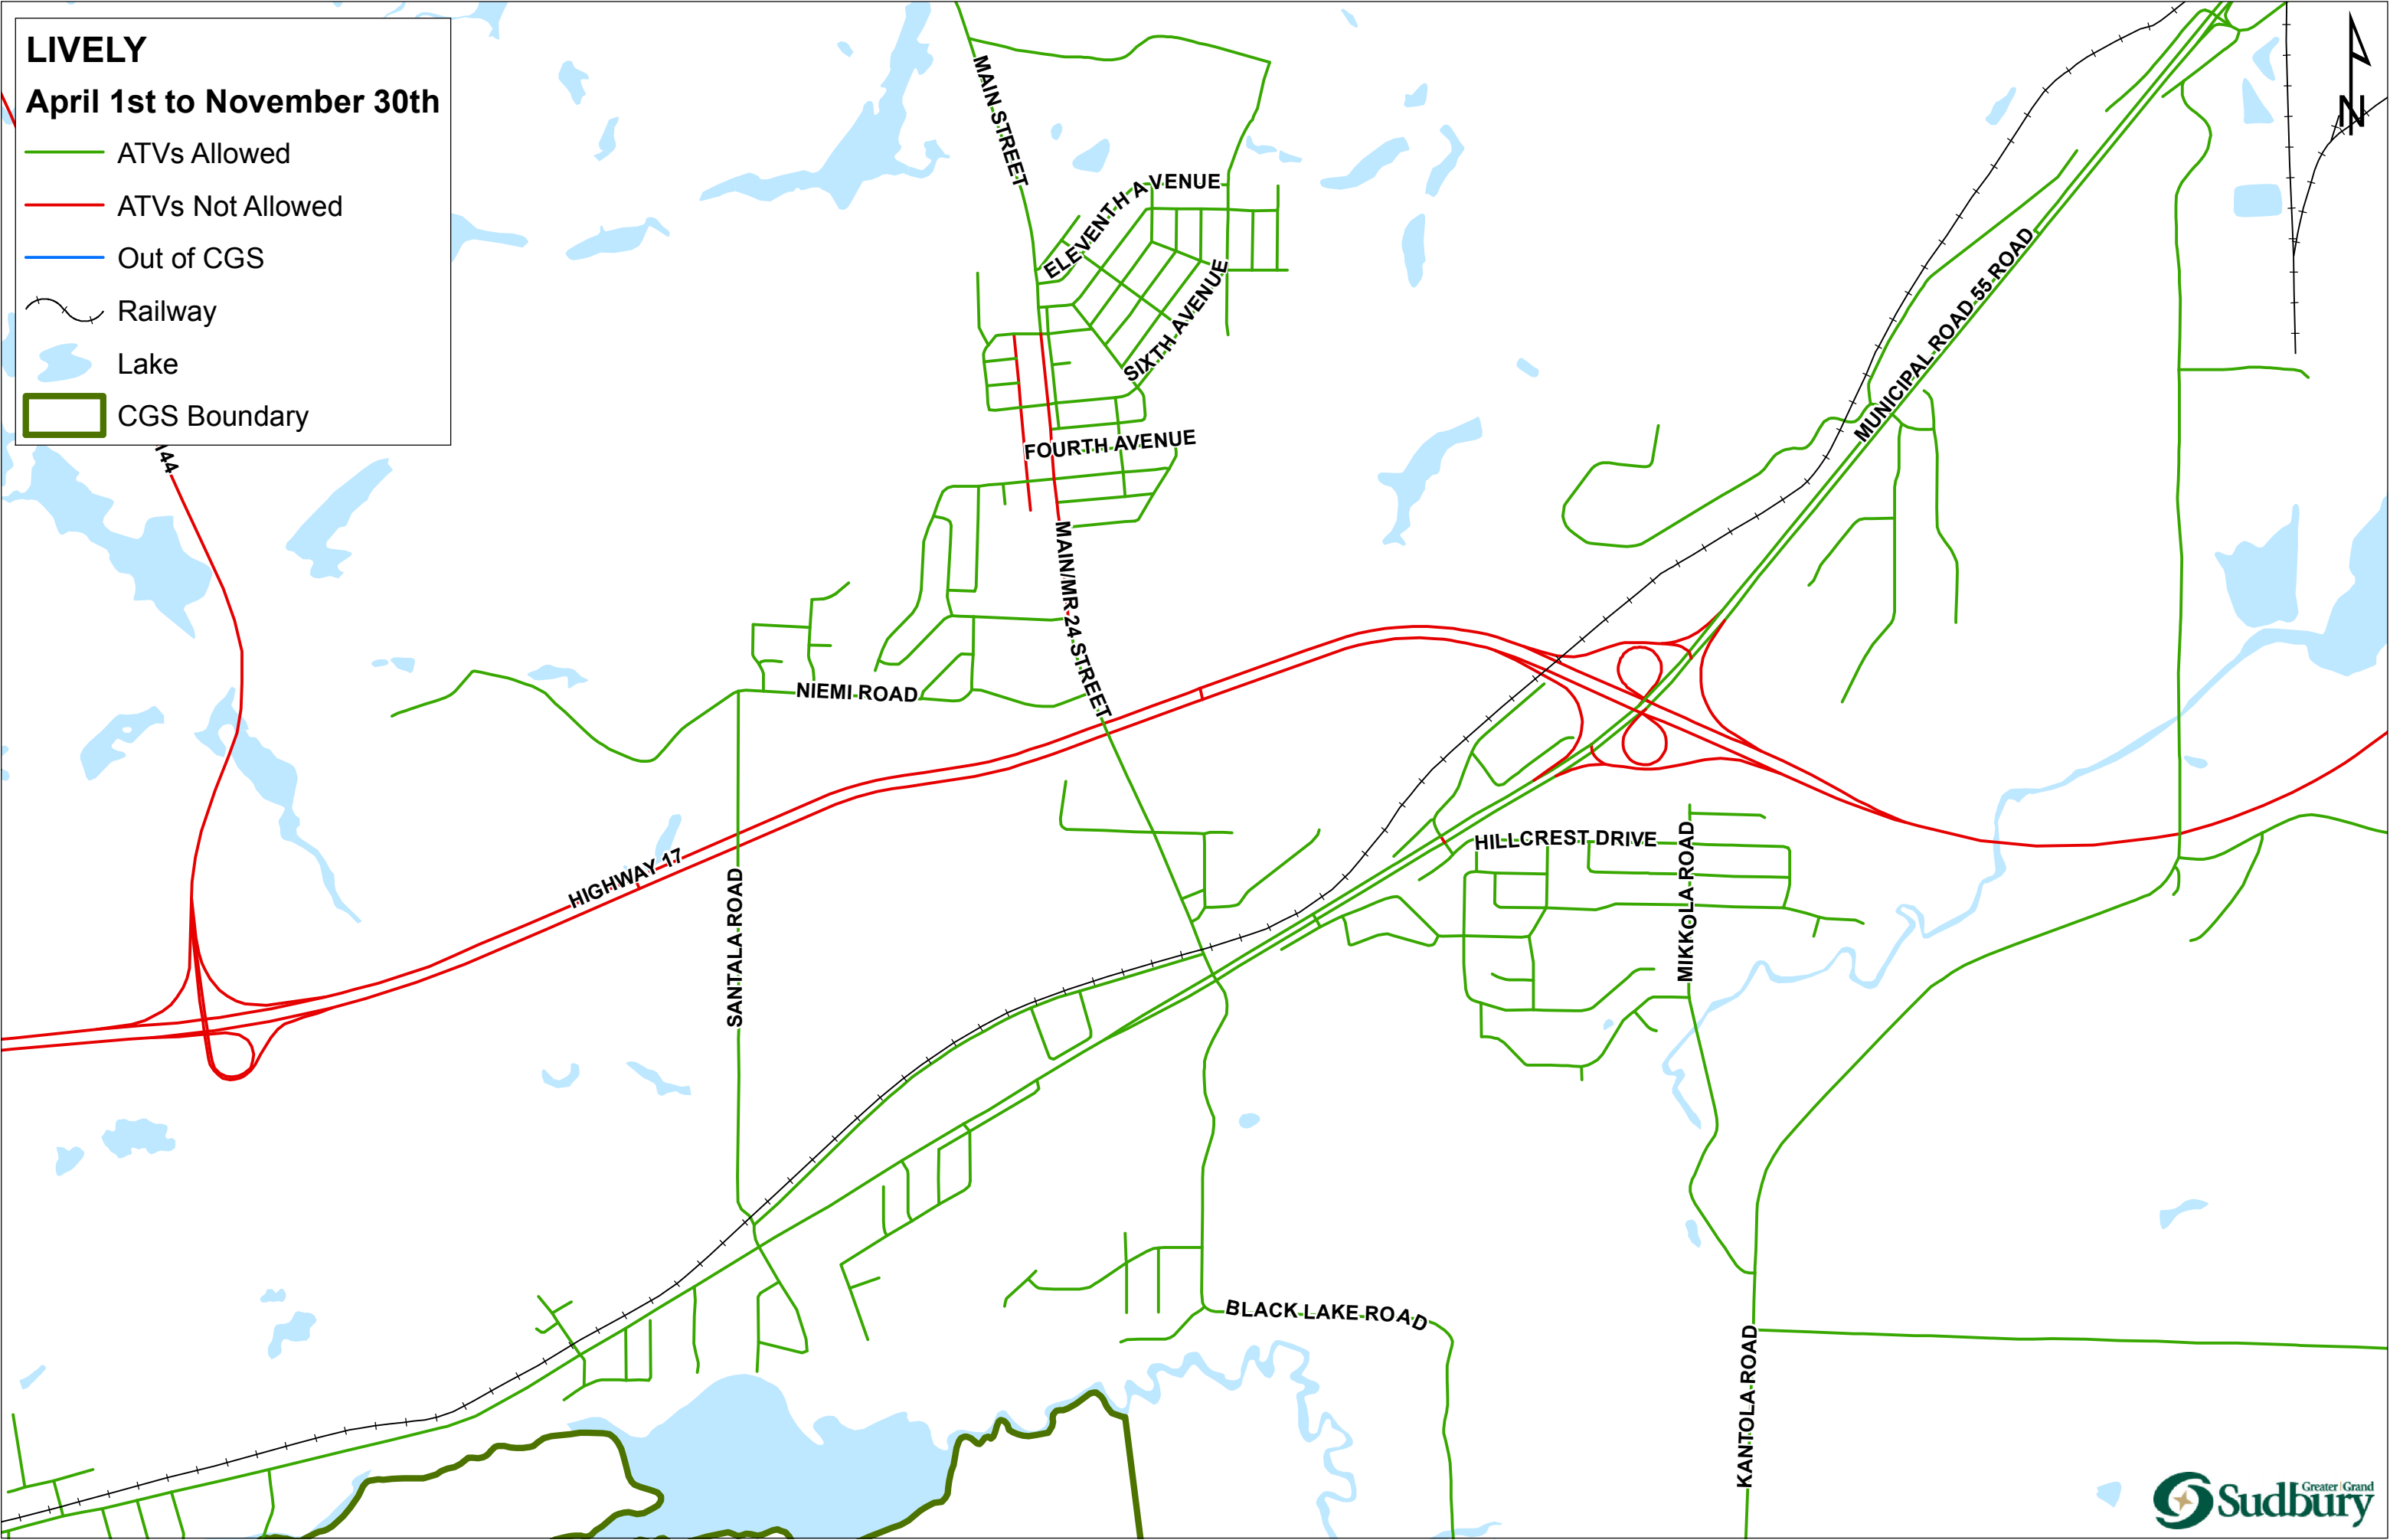 LIVELY
April 1st to November 30th
ATVs Allowed
ATVs Not Allowed
Out of CGS
Railway
Lake
CGS Boundary
N
44
MAIN STREET
ELEVENTH AVENUE
SIXTH AVENUE
FOURTH AVENUE
MAIN/MR 24 STREET
MUNICIPAL ROAD 55 ROAD
NIEMI ROAD
HIGHWAY 17
SANTALA ROAD
HILLCREST DRIVE
MIKKOLA ROAD
BLACK LAKE ROAD
KANTOLA ROAD
Greater | Grand
Sudbury